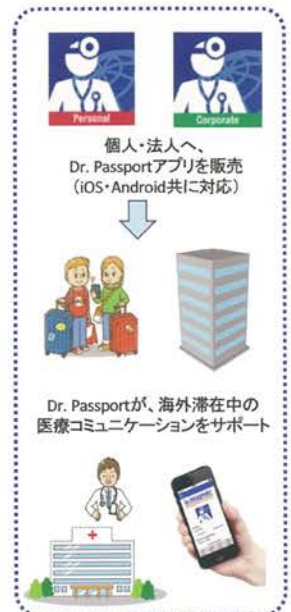 Personal
Corporate
個人・法人へ、
Dr. Passportアプリを販売
（iOS・Android共に対応）
Dr. Passportが、海外滞在中の
医療コミュニケーションをサポート